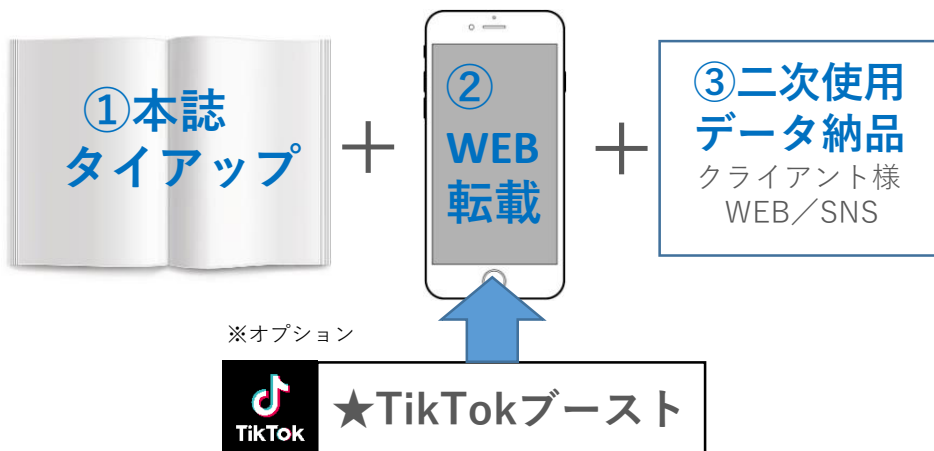 ①本誌
タイアップ
＋
②
WEB
転載
＋
③二次使用
データ納品
クライアント様
WEB／SNS
※オプション
TikTok
★TikTokブースト